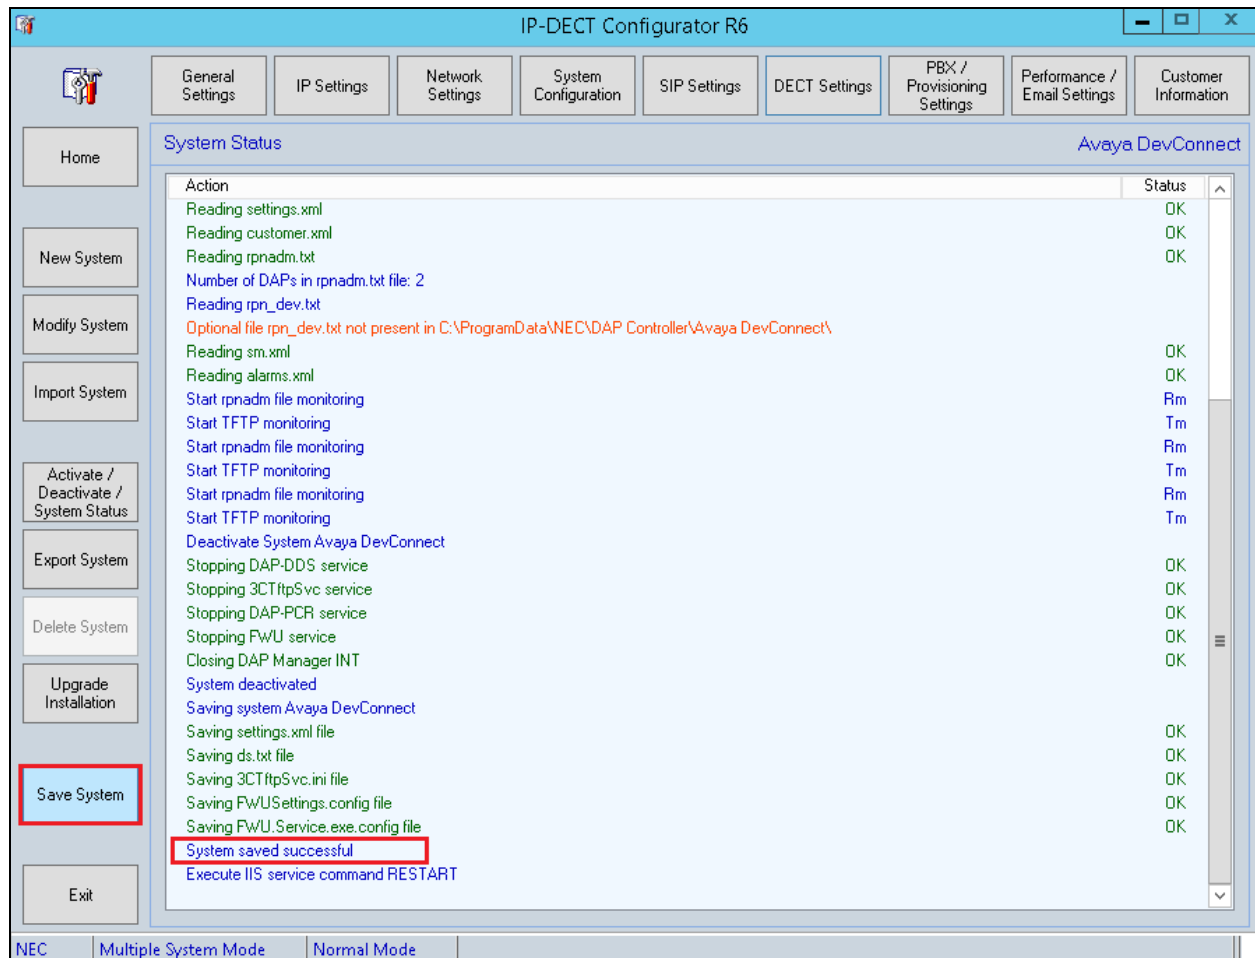 IP-DECT Configurator R6
General
Settings
IP Settings
Network
Settings
System
Configuration
SIP Settings
DECT Settings
PBX /
Provisioning
Settings
Performance /
Email Settings
Customer
Information
Home
New System
Modify System
Import System
Activate /
Deactivate /
System Status
Export System
Delete System
Upgrade
Installation
Save System
Exit
System Status Avaya DevConnect
Action Status
Reading settings.xml OK
Reading customer.xml OK
Reading rpnadm.txt OK
Number of DAPs in rpnadm.txt file: 2
Reading rpn_dev.txt
Optional file rpn_dev.txt not present in C:\ProgramData\NEC\DAP Controller\Avaya DevConnect\
Reading sm.xml OK
Reading alarms.xml OK
Start rpnadm file monitoring Rm
Start TFTP monitoring Tm
Start rpnadm file monitoring Rm
Start TFTP monitoring Tm
Start rpnadm file monitoring Rm
Start TFTP monitoring Tm
Deactivate System Avaya DevConnect
Stopping DAP-DDS service OK
Stopping 3CTftpSvc service OK
Stopping DAP-PCR service OK
Stopping FWU service OK
Closing DAP Manager INT OK
System deactivated
Saving system Avaya DevConnect
Saving settings.xml file OK
Saving ds.txt file OK
Saving 3CTftpSvc.ini file OK
Saving FWUSettings.config file OK
Saving FWU.Service.exe.config file OK
System saved successful
Execute IIS service command RESTART
NEC Multiple System Mode Normal Mode